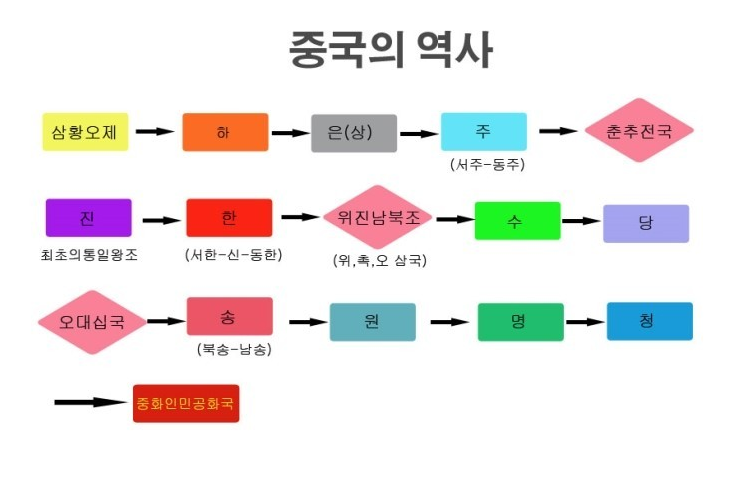 중국의 역사
삼황오제
하
은(상)
주
(서주-동주)
춘추전국
진
최초의통일왕조
한
(서한-신-동한)
위진남북조
(위,촉,오 삼국)
수
당
오대십국
송
(북송-남송)
원
명
청
중화인민공화국